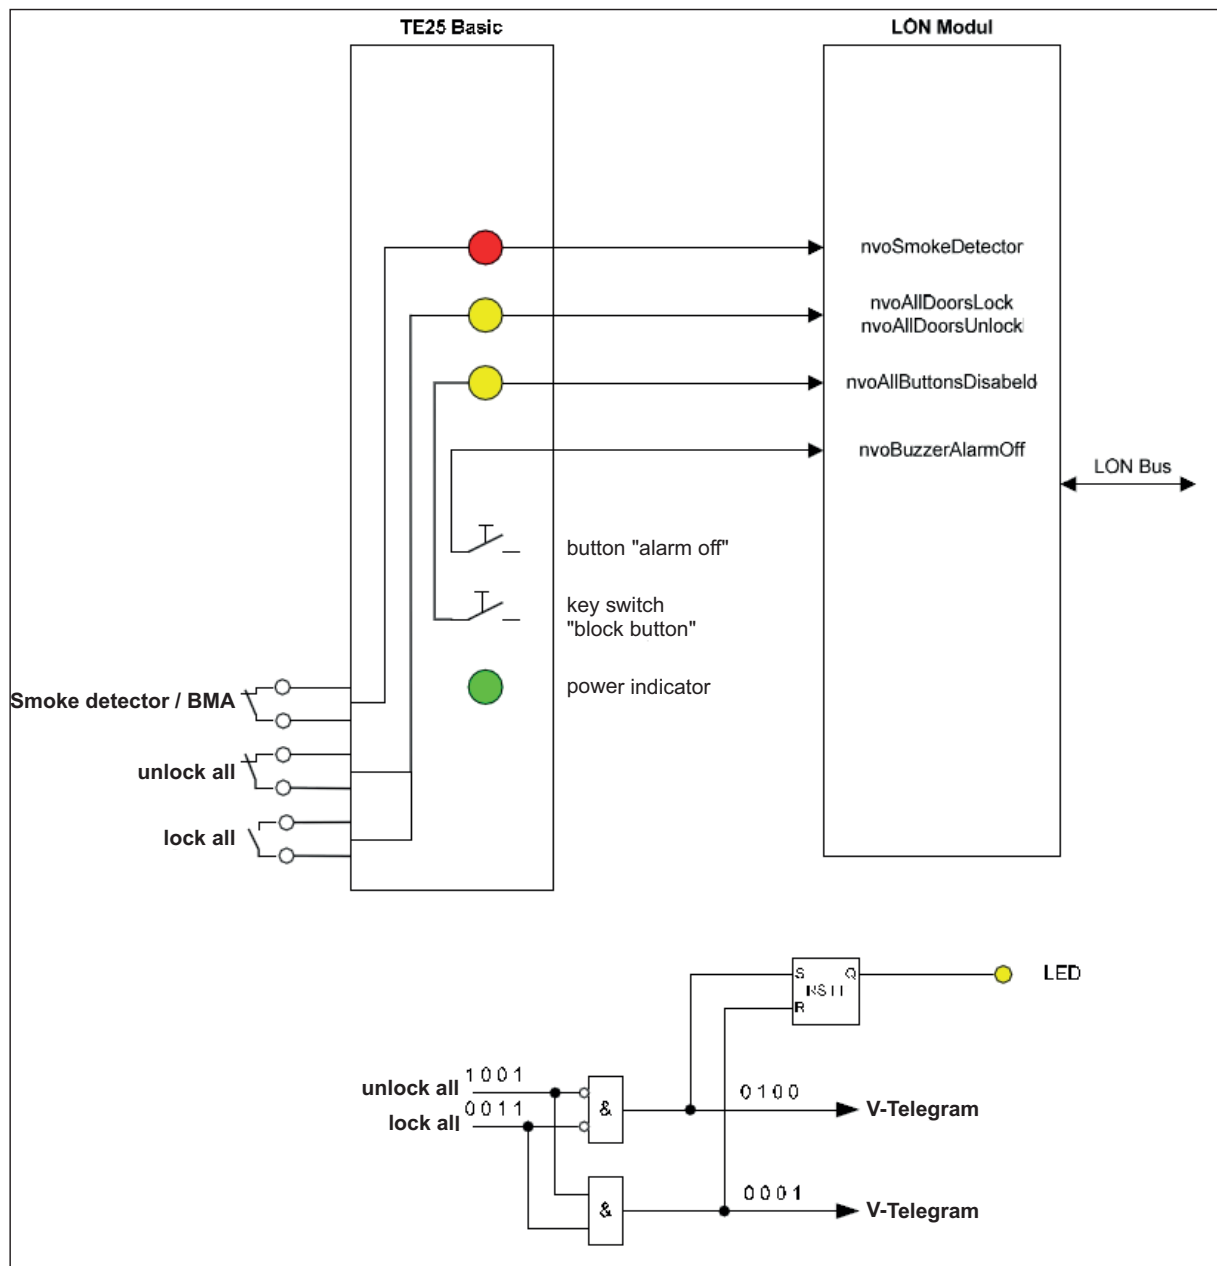 TE25 Basic
LON Modul
nvoSmokeDetector
nvoAllDoorsLock
nvoAllDoorsUnlock
nvoAllButtonsDisabeld
nvoBuzzerAlarmOff
LON Bus
button "alarm off"
key switch
"block button"
power indicator
Smoke detector / BMA
unlock all
lock all
S
Q
R
LED
unlock all
1 0 0 1
lock all
0 0 1 1
&
0 1 0 0
V-Telegram
&
0 0 0 1
V-Telegram